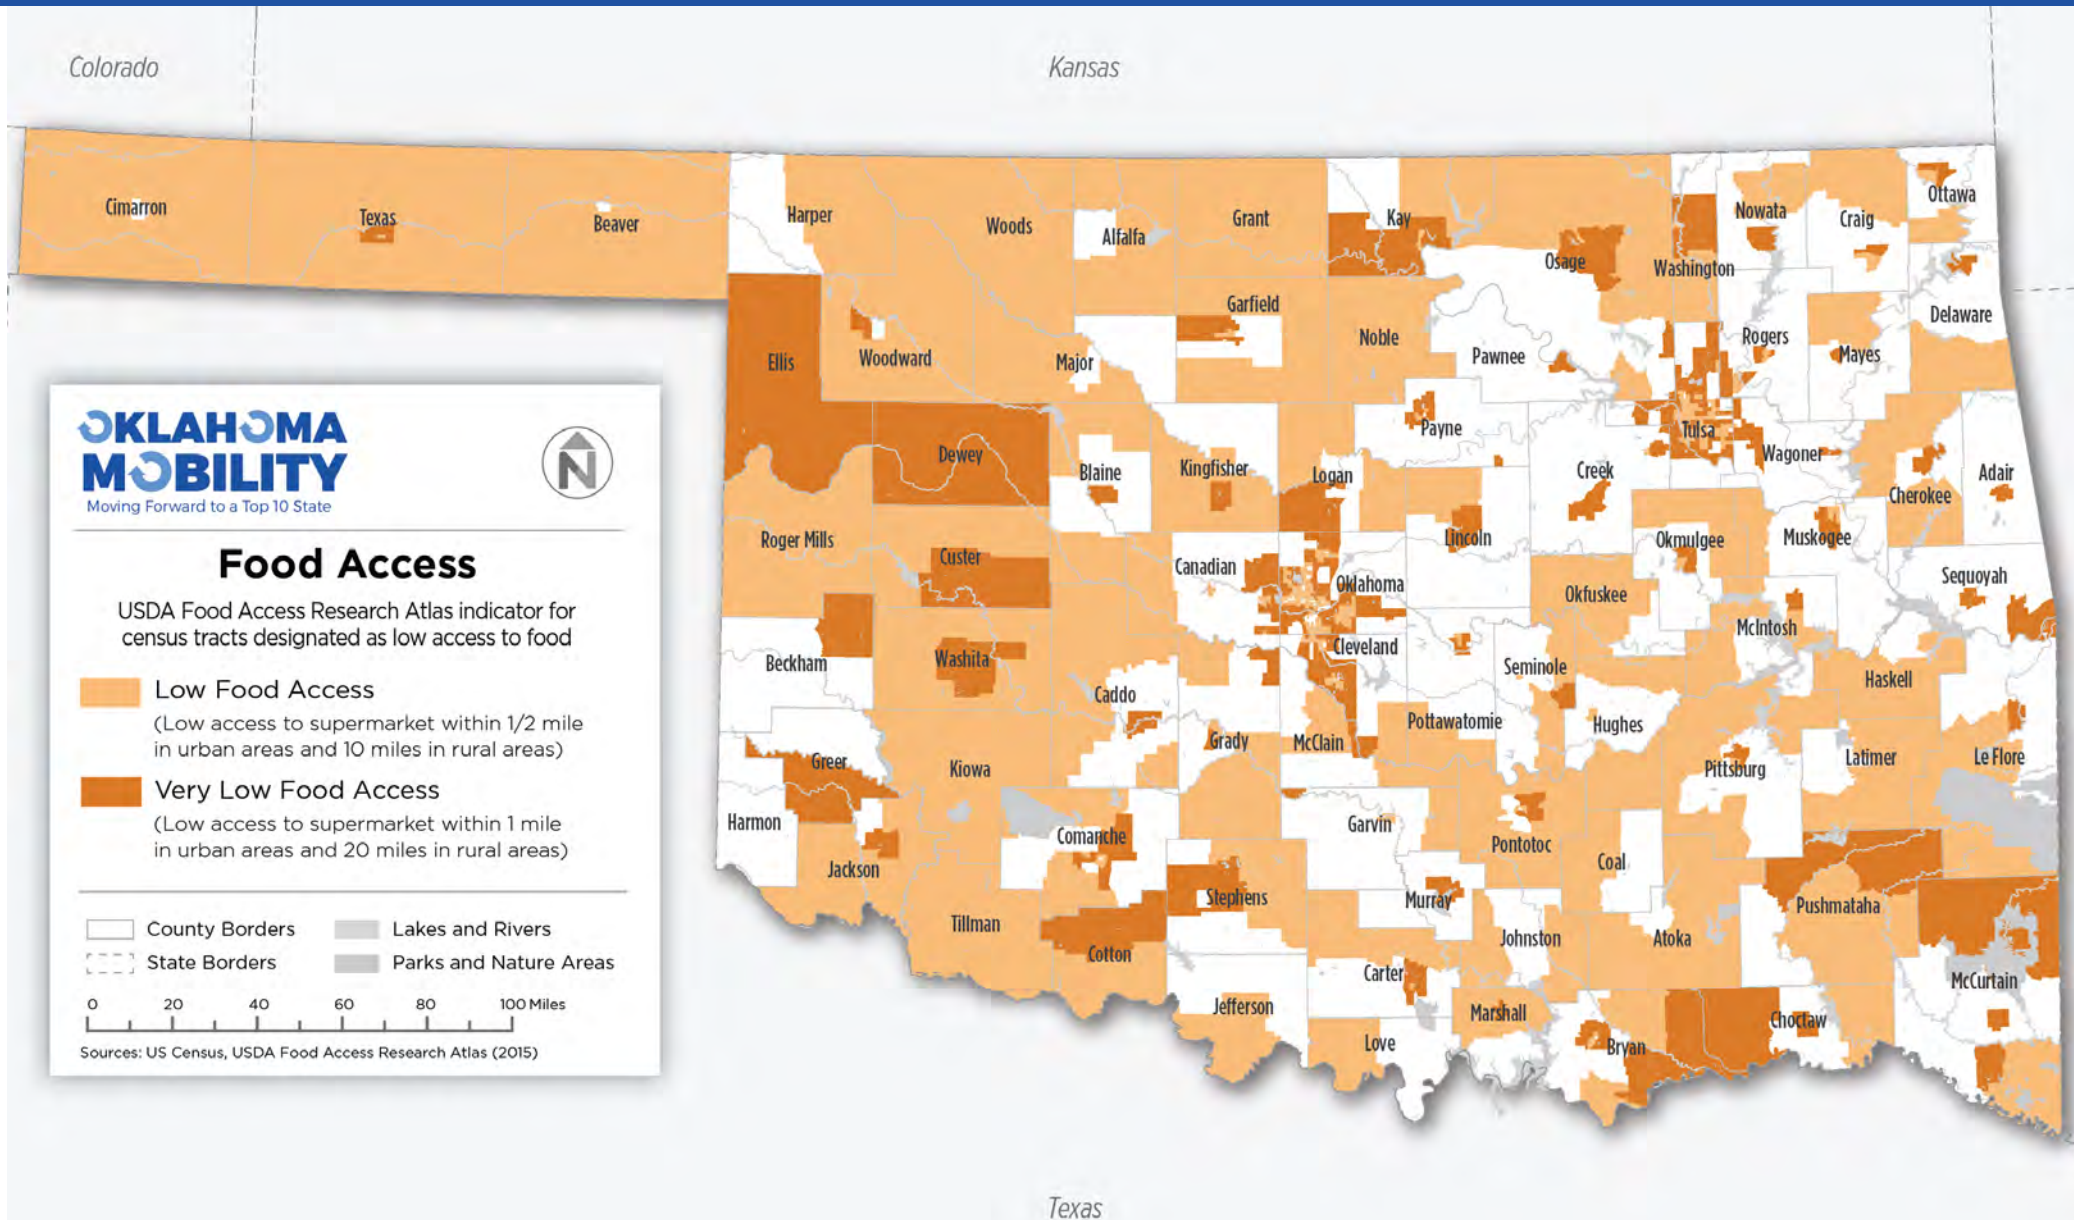 Colorado
Kansas
Cimarron
Texas
Beaver
Harper
Woods
Alfalfa
Grant
Kay
Osage
Washington
Nowata
Craig
Ottawa
Ellis
Woodward
Major
Garfield
Noble
Pawnee
Rogers
Mayes
Delaware
Dewey
Blaine
Kingfisher
Logan
Payne
Creek
Tulsa
Wagoner
Cherokee
Adair
Roger Mills
Custer
Canadian
Oklahoma
Lincoln
Okmulgee
Muskogee
Sequoyah
Okfuskee
McIntosh
Beckham
Washita
Caddo
Cleveland
Seminole
Haskell
Greer
Kiowa
Grady
McClain
Pottawatomie
Hughes
Pittsburg
Latimer
Le Flore
Harmon
Jackson
Comanche
Garvin
Pontotoc
Coal
Tillman
Cotton
Stephens
Murray
Johnston
Atoka
Pushmataha
Jefferson
Carter
Love
Marshall
Bryan
Choctaw
McCurtain
Texas
OKLAHOMA
MOBILITY
Moving Forward to a Top 10 State
N
Food Access
USDA Food Access Research Atlas indicator for
census tracts designated as low access to food
Low Food Access
(Low access to supermarket within 1/2 mile
in urban areas and 10 miles in rural areas)
Very Low Food Access
(Low access to supermarket within 1 mile
in urban areas and 20 miles in rural areas)
County Borders
Lakes and Rivers
State Borders
Parks and Nature Areas
0 20 40 60 80 100 Miles
Sources: US Census, USDA Food Access Research Atlas (2015)